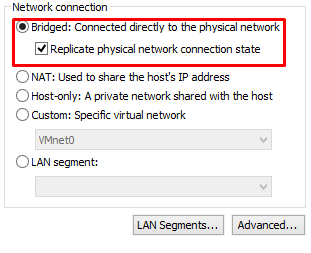 Network connection
Bridged: Connected directly to the physical network
Replicate physical network connection state
NAT: Used to share the host's IP address
Host-only: A private network shared with the host
Custom: Specific virtual network
VMnet0
LAN segment:
LAN Segments... Advanced...